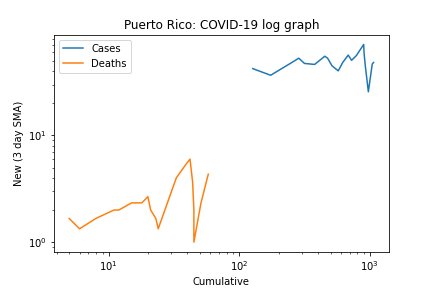 Puerto Rico: COVID-19 log graph
Cases
Deaths
New (3 day SMA)
10¹
10⁰
10¹ 10² 10³
Cumulative